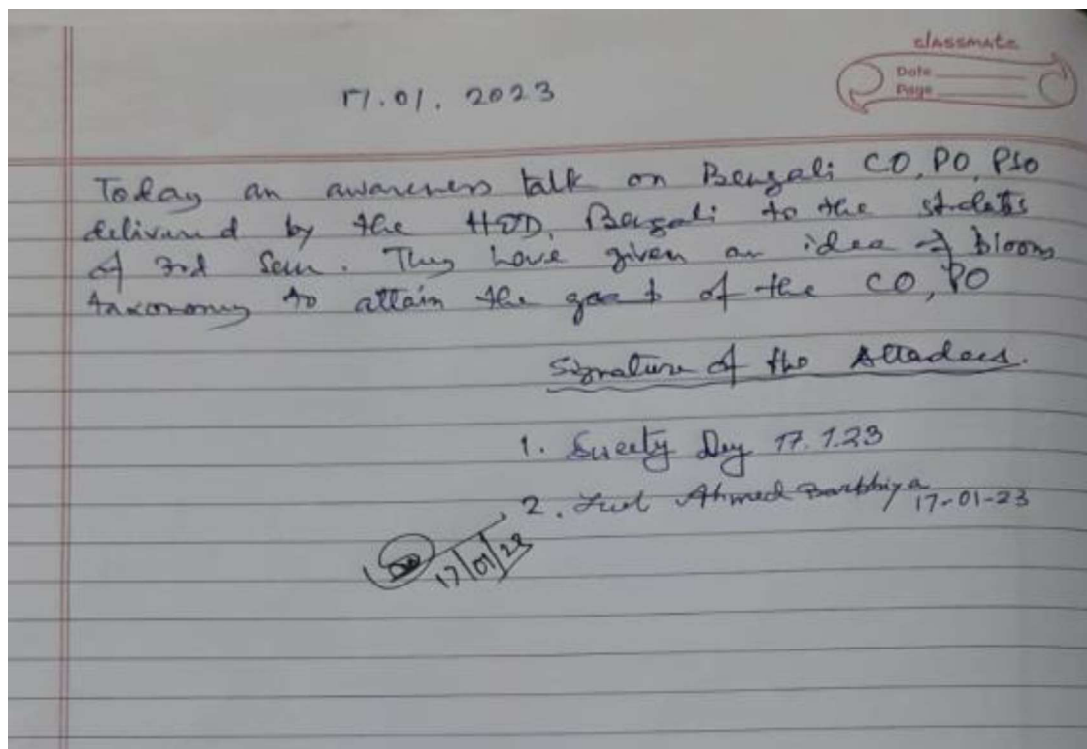 classmate
Date
Page
17.01.2023
Today an awareness talk on Bengali CO, PO, PSO
delivered by the HOD, Bengali to the students
of 3rd Sem. They have given an idea of bloom
taxonomy to attain the goal of the CO, PO
Signature of the Attadees.
1. Sweety Dey 17.1.23
2. Ahmed Barbhiya
17-01-23
17/01/23